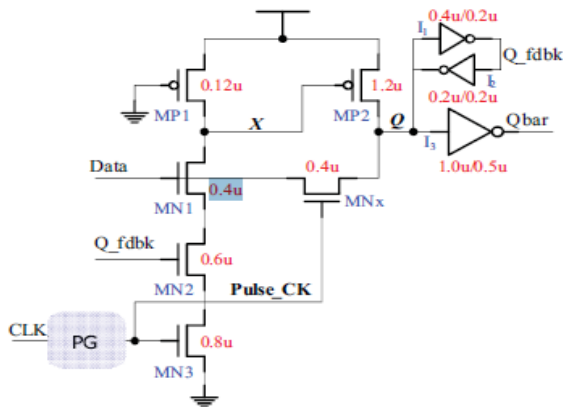 0.4u/0.2u
I1
Q_fdbk
I2
0.2u/0.2u
0.12u
MP1
X
1.2u
MP2
Q
Qbar
I3
1.0u/0.5u
Data
0.4u
MN1
0.4u
MNx
Q_fdbk
0.6u
MN2
Pulse_CK
CLK
PG
0.8u
MN3